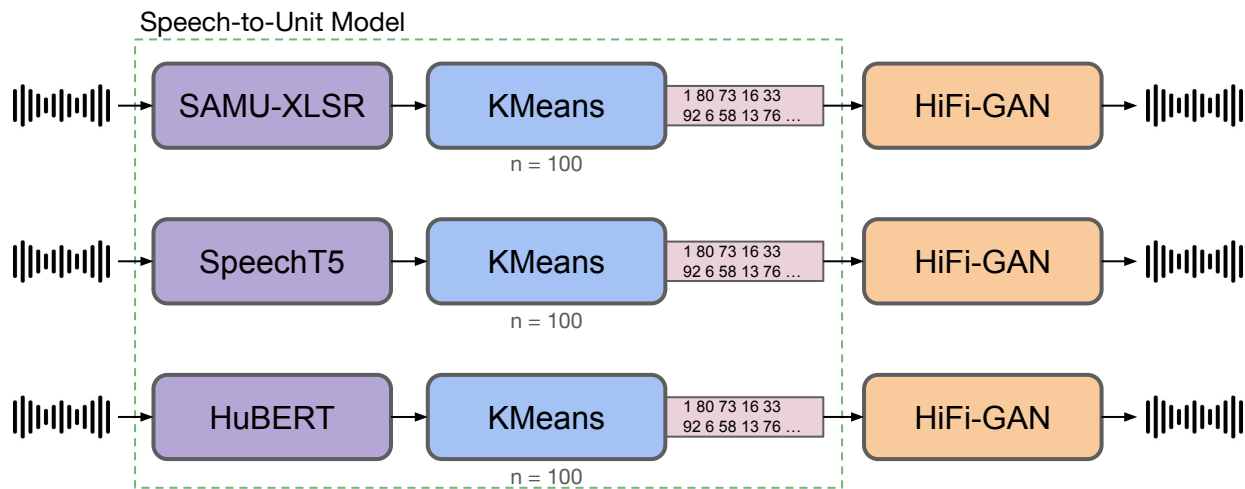 Speech-to-Unit Model
SAMU-XLSR
KMeans
1 80 73 16 33
92 6 58 13 76 ...
HiFi-GAN
n = 100
SpeechT5
KMeans
1 80 73 16 33
92 6 58 13 76 ...
HiFi-GAN
n = 100
HuBERT
KMeans
1 80 73 16 33
92 6 58 13 76 ...
HiFi-GAN
n = 100